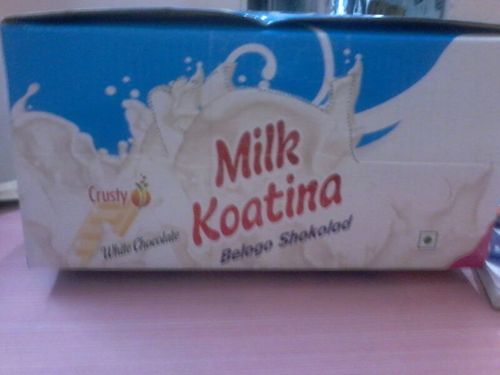 Milk
Koatina
Crusty
White Chocolate
Belogo Shokolad